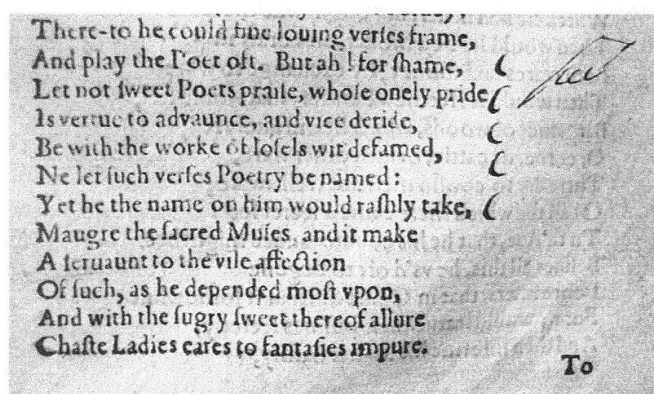 There-to he could fine louing verſes frame,
And play the Poet oft. But ah ! for ſhame,
Let not ſweet Poets praiſe, whoſe onely pride
Is vertue to advaunce, and vice deride,
Be with the worke of loſels wit defamed,
Ne let ſuch verſes Poetry be named:
Yet he the name on him would raſhly take,
Maugre the ſacred Muſes, and it make
A ſeruaunt to the vile affection
Of ſuch, as he depended moſt vpon,
And with the ſugry ſweet thereof allure
Chaſte Ladies eares to fantaſies impure.
To